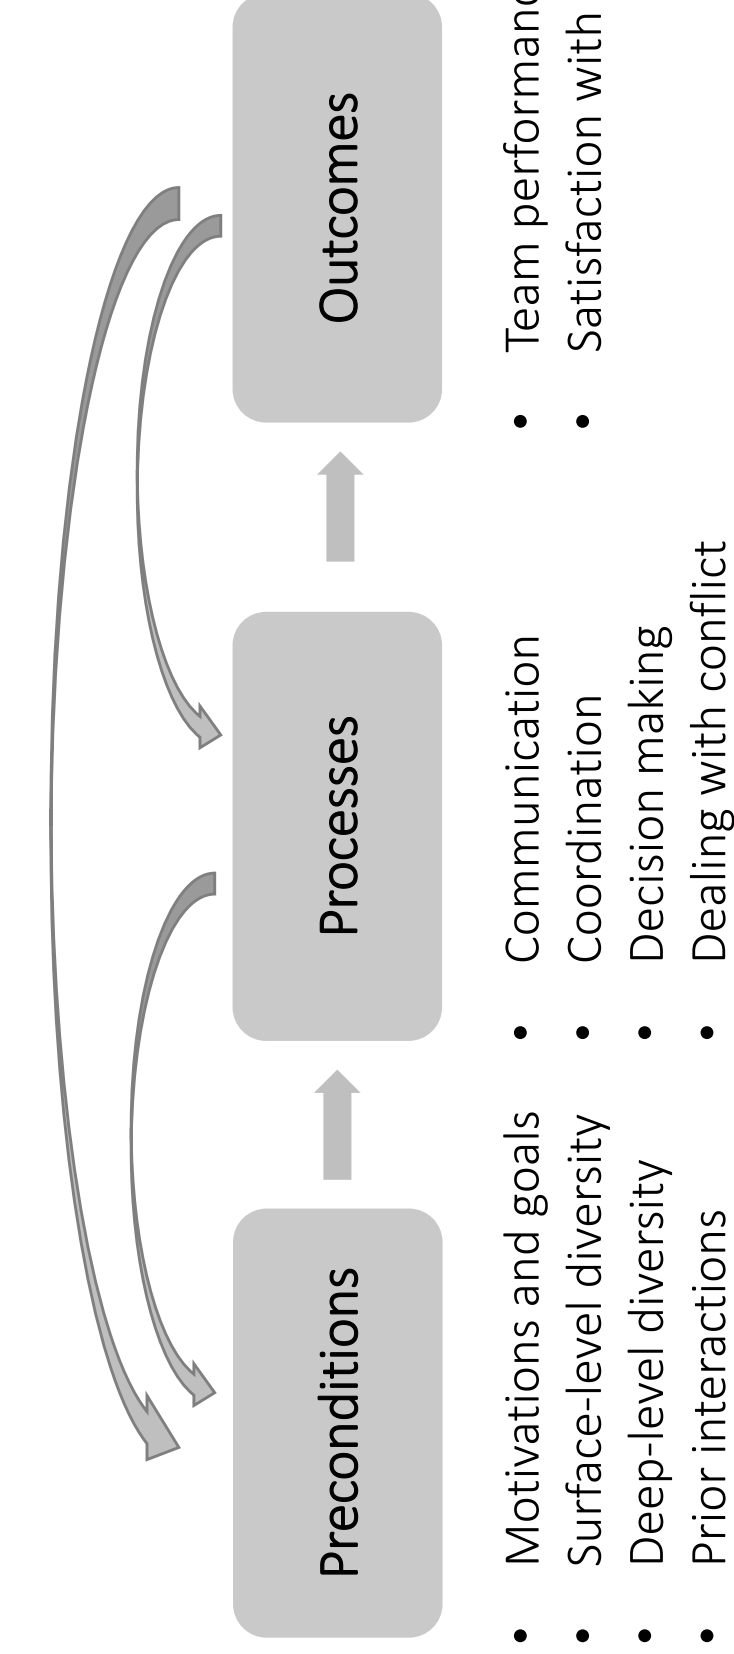 Preconditions
• Motivations and goals
• Surface-level diversity
• Deep-level diversity
• Prior interactions
Processes
• Communication
• Coordination
• Decision making
• Dealing with conflict
Outcomes
• Team
• Satisfaction with